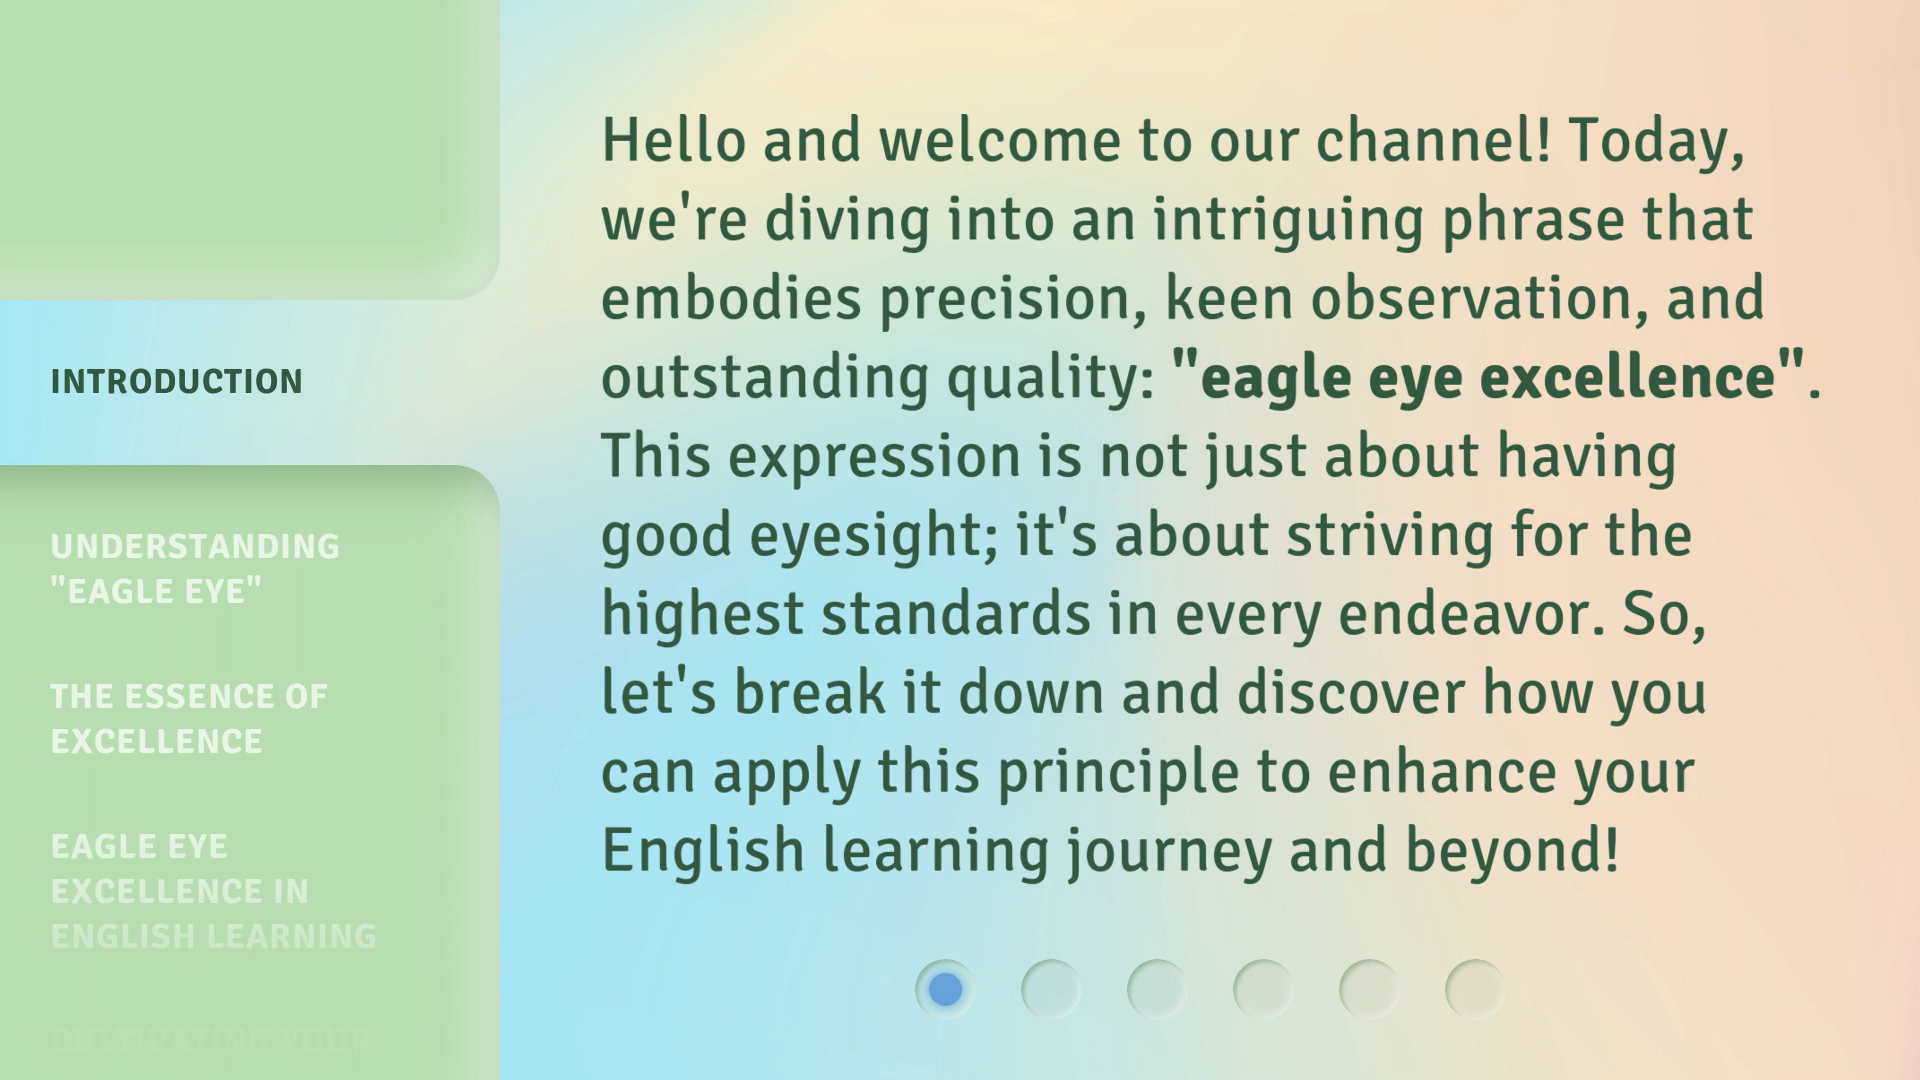 INTRODUCTION
UNDERSTANDING
"EAGLE EYE"
THE ESSENCE OF
EXCELLENCE
EAGLE EYE
EXCELLENCE IN
ENGLISH LEARNING
CULTIVATING YOUR
Hello and welcome to our channel! Today,
we're diving into an intriguing phrase that
embodies precision, keen observation, and
outstanding quality: "eagle eye excellence".
This expression is not just about having
good eyesight; it's about striving for the
highest standards in every endeavor. So,
let's break it down and discover how you
can apply this principle to enhance your
English learning journey and beyond!